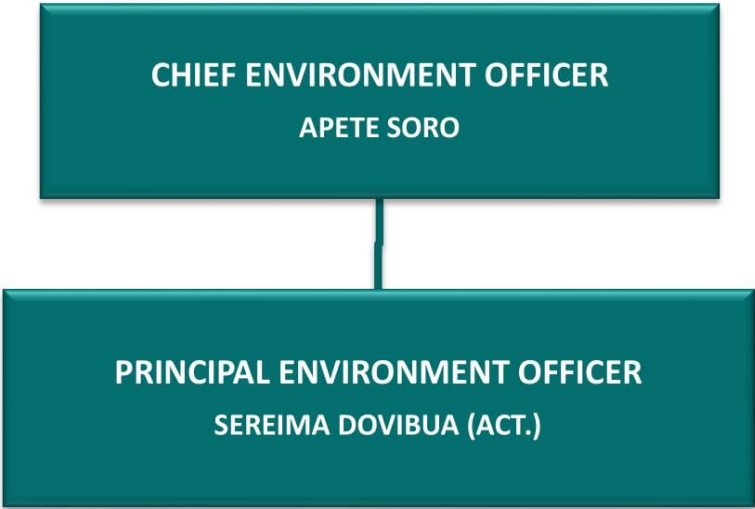 CHIEF ENVIRONMENT OFFICER
APETE SORO
PRINCIPAL ENVIRONMENT OFFICER
SEREIMA DOVIBUA (ACT.)